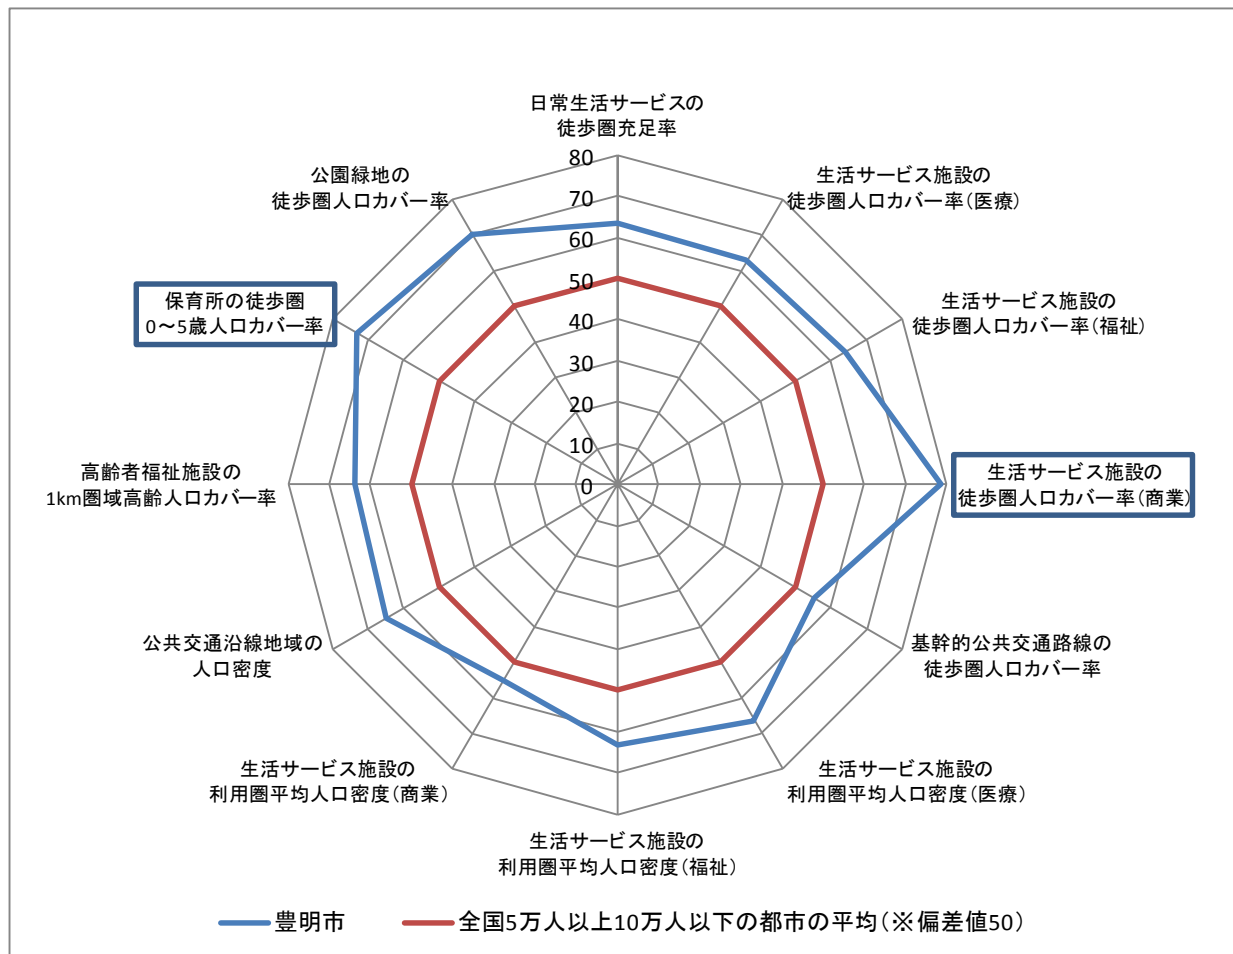 日常生活サービスの
徒歩圏充足率
生活サービス施設の
徒歩圏人口カバー率(医療)
生活サービス施設の
徒歩圏人口カバー率(福祉)
生活サービス施設の
徒歩圏人口カバー率(商業)
基幹的公共交通路線の
徒歩圏人口カバー率
生活サービス施設の
利用圏平均人口密度(医療)
生活サービス施設の
利用圏平均人口密度(福祉)
生活サービス施設の
利用圏平均人口密度(商業)
公共交通沿線地域の
人口密度
高齢者福祉施設の
1km圏域高齢人口カバー率
保育所の徒歩圏
0～5歳人口カバー率
公園緑地の
徒歩圏人口カバー率
80
70
60
50
40
30
20
10
0
豊明市
全国5万人以上10万人以下の都市の平均(※偏差値50)